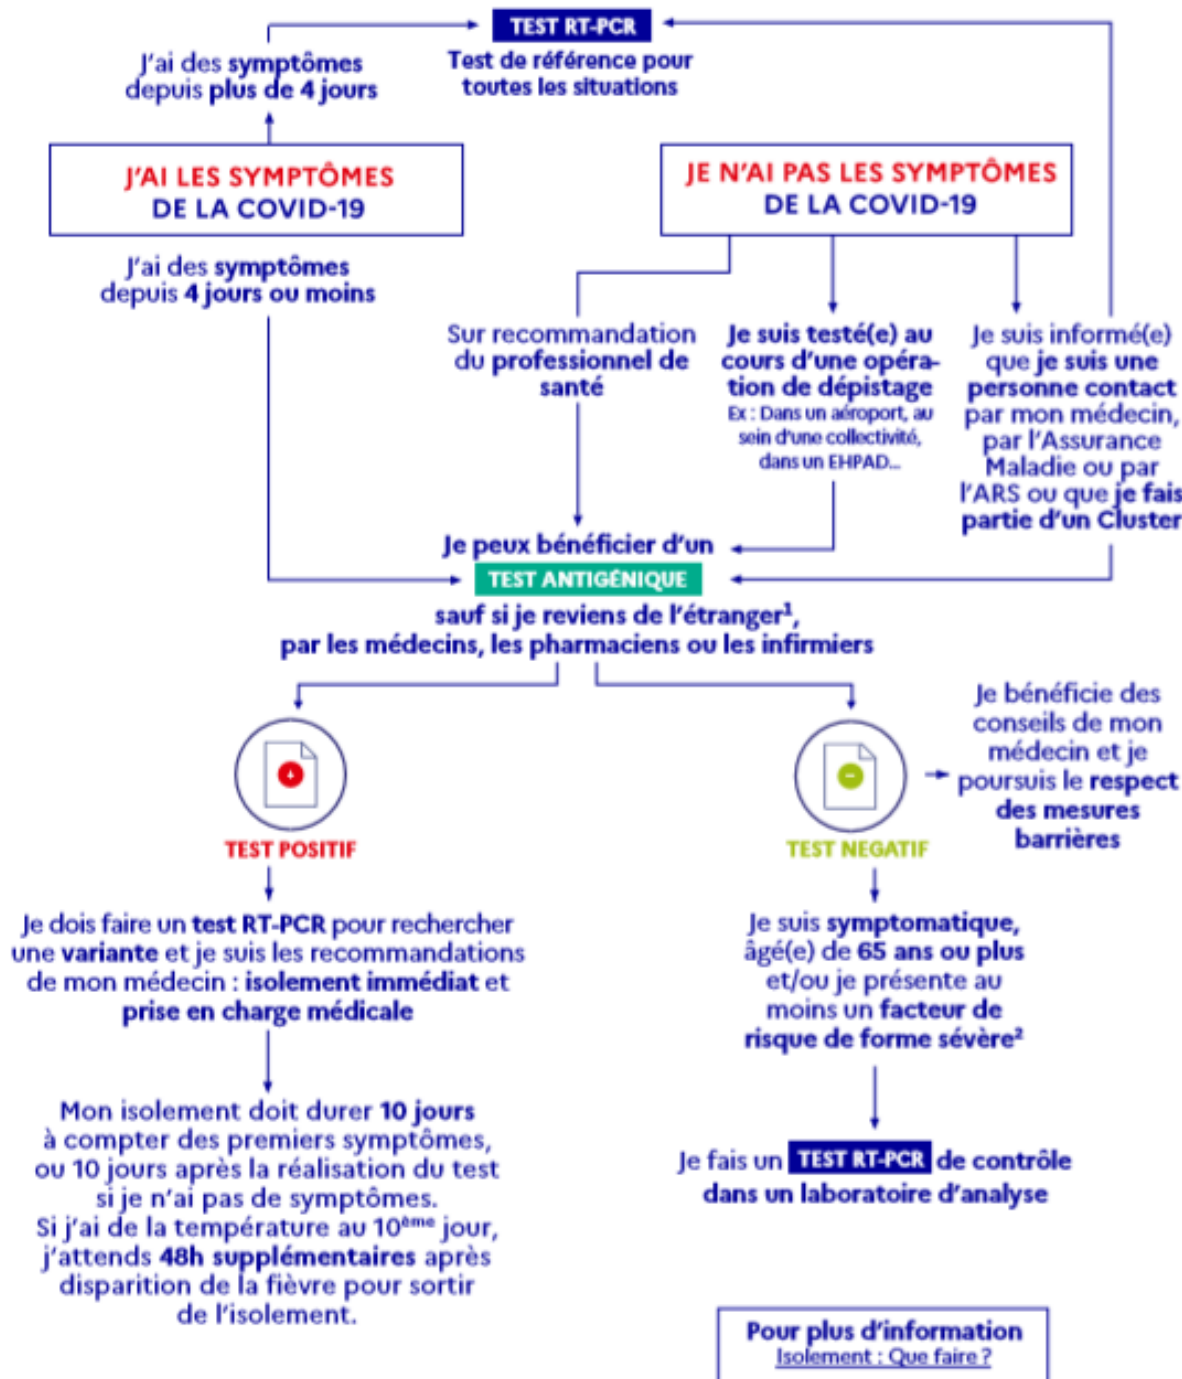 TEST RT-PCR
Test de référence pour
toutes les situations
J'ai des symptômes
depuis plus de 4 jours
J'AI LES SYMPTÔMES
DE LA COVID-19
JE N'AI PAS LES SYMPTÔMES
DE LA COVID-19
J'ai des symptômes
depuis 4 jours ou moins
Sur recommandation
du professionnel de
santé
Je suis testé(e) au
cours d'une opéra-
tion de dépistage
Ex : Dans un aéroport, au
sein d'une collectivité,
dans un EHPAD...
Je suis informé(e)
que je suis une
personne contact
par mon médecin,
par l'Assurance
Maladie ou par
l'ARS ou que je fais
partie d'un Cluster
Je peux bénéficier d'un
TEST ANTIGÉNIQUE
sauf si je reviens de l'étranger¹,
par les médecins, les pharmaciens ou les infirmiers
TEST POSITIF
TEST NEGATIF
Je bénéficie des
conseils de mon
médecin et je
poursuis le respect
des mesures
barrières
Je dois faire un test RT-PCR pour rechercher
une variante et je suis les recommandations
de mon médecin : isolement immédiat et
prise en charge médicale
Mon isolement doit durer 10 jours
à compter des premiers symptômes,
ou 10 jours après la réalisation du test
si je n'ai pas de symptômes.
Si j'ai de la température au 10ème jour,
j'attends 48h supplémentaires après
disparition de la fièvre pour sortir
de l'isolement.
Je suis symptomatique,
âgé(e) de 65 ans ou plus
et/ou je présente au
moins un facteur de
risque de forme sévère²
Je fais un TEST RT-PCR de contrôle
dans un laboratoire d'analyse
Pour plus d'information
Isolement : Que faire ?